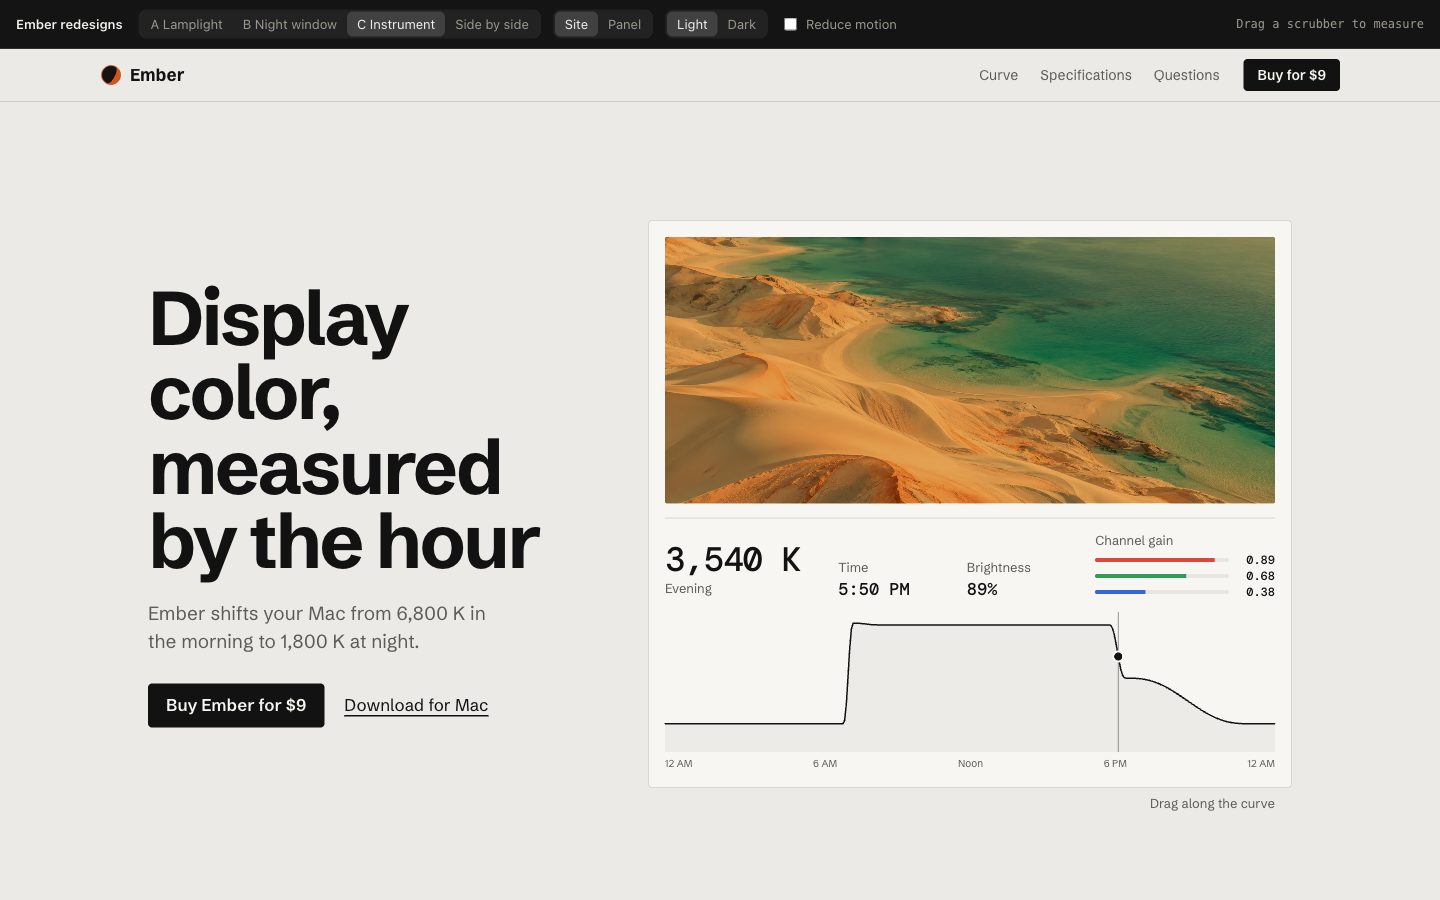 Ember redesigns
A Lamplight
B Night window
C Instrument
Side by side
Site
Panel
Light
Dark
Reduce motion
Drag a scrubber to measure
Ember
Curve
Specifications
Questions
Buy for $9
Display
color,
measured
by the hour
Ember shifts your Mac from 6,800 K in
the morning to 1,800 K at night.
Buy Ember for $9
Download for Mac
3,540 K
Evening
Time
5:50 PM
Brightness
89%
Channel gain
0.89
0.68
0.38
12 AM
6 AM
Noon
6 PM
12 AM
Drag along the curve